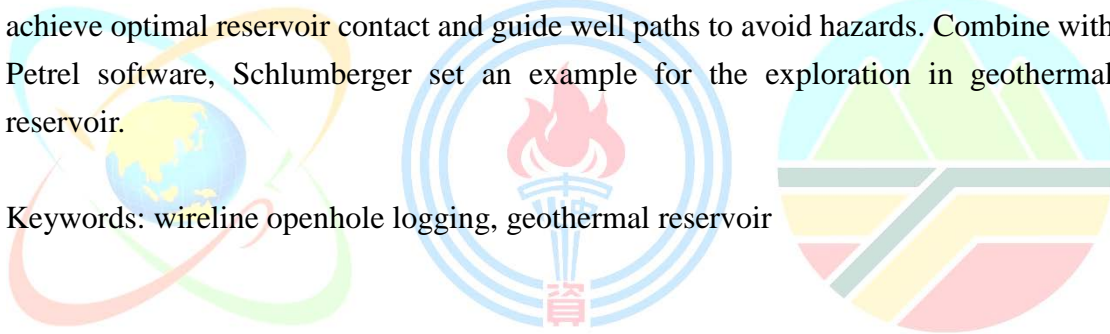 achieve optimal reservoir contact and guide well paths to avoid hazards. Combine with
Petrel software, Schlumberger set an example for the exploration in geothermal
reservoir.
Keywords: wireline openhole logging, geothermal reservoir
資